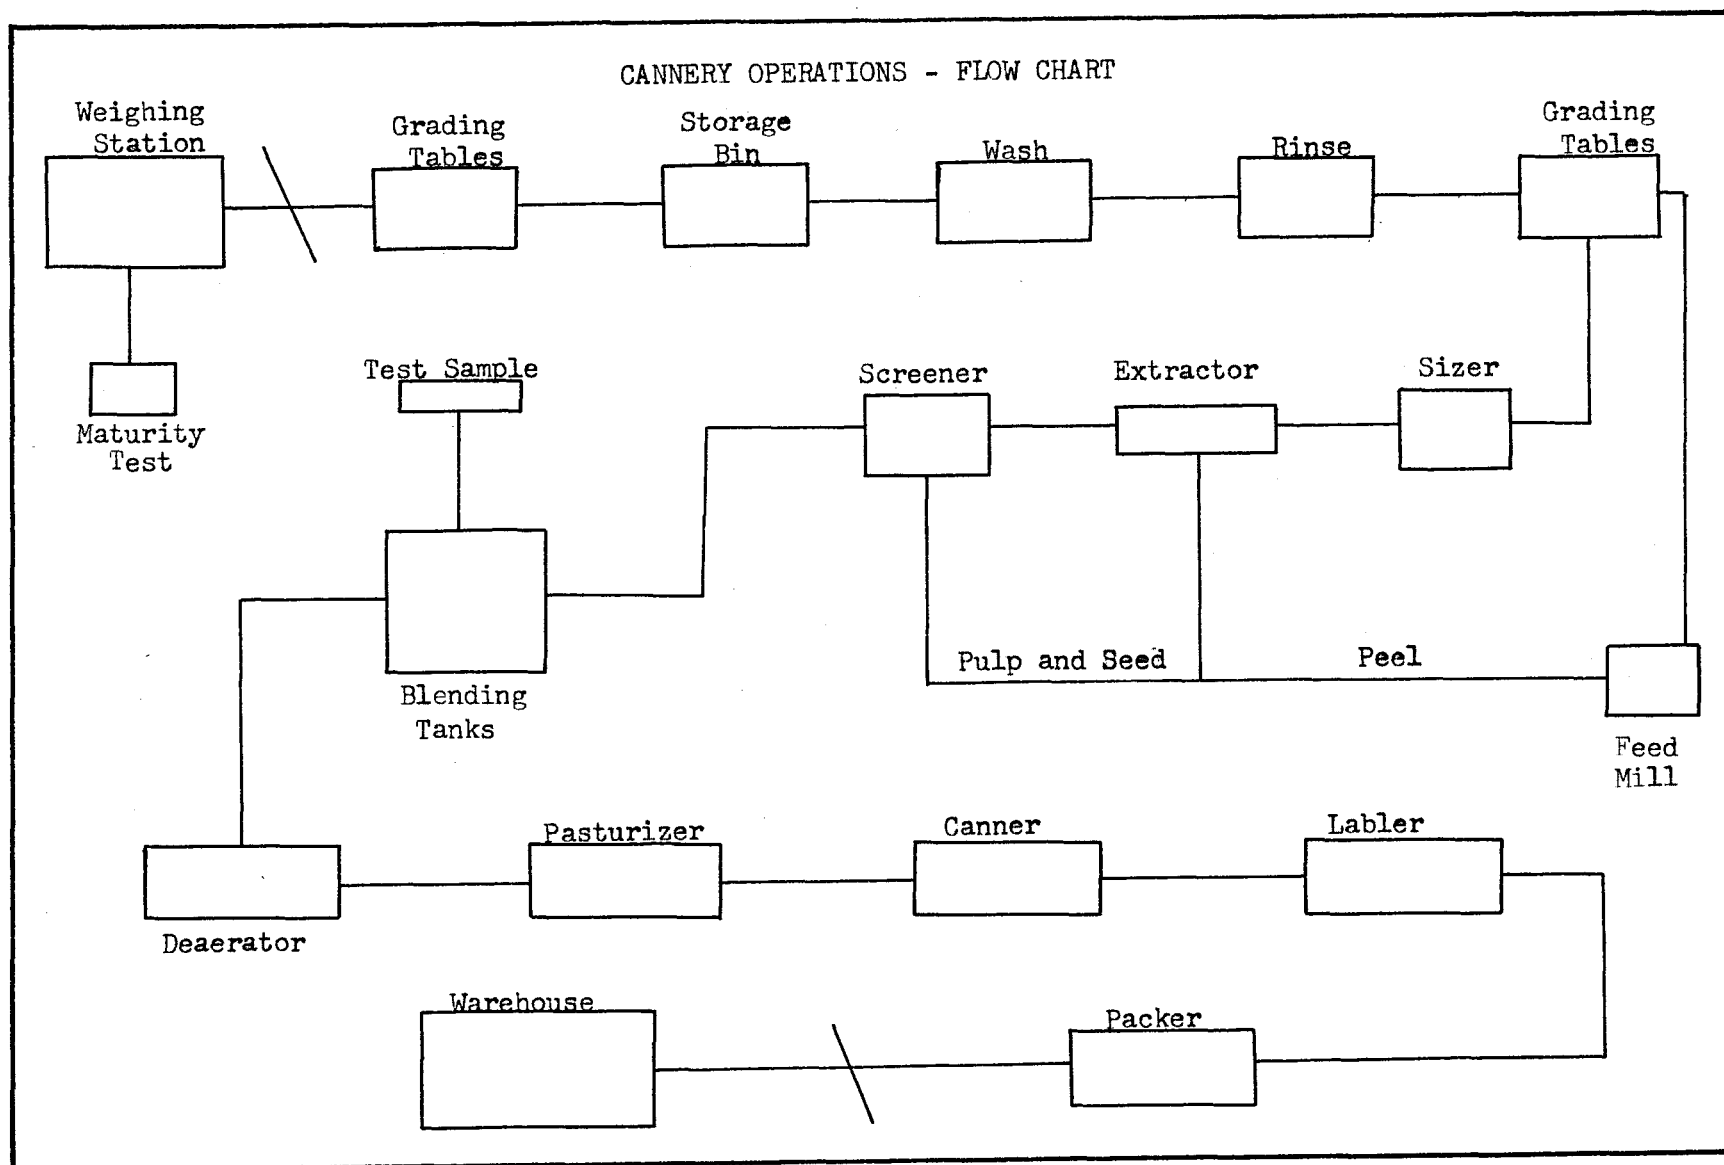 CANNERY OPERATIONS - FLOW CHART
Weighing
Station
Grading
Tables
Storage
Bin
Wash
Rinse
Grading
Tables
Maturity
Test
Test Sample
Screener
Extractor
Sizer
Blending
Tanks
Pulp and Seed
Peel
Feed
Mill
Deaerator
Pasturizer
Canner
Labler
Warehouse
Packer